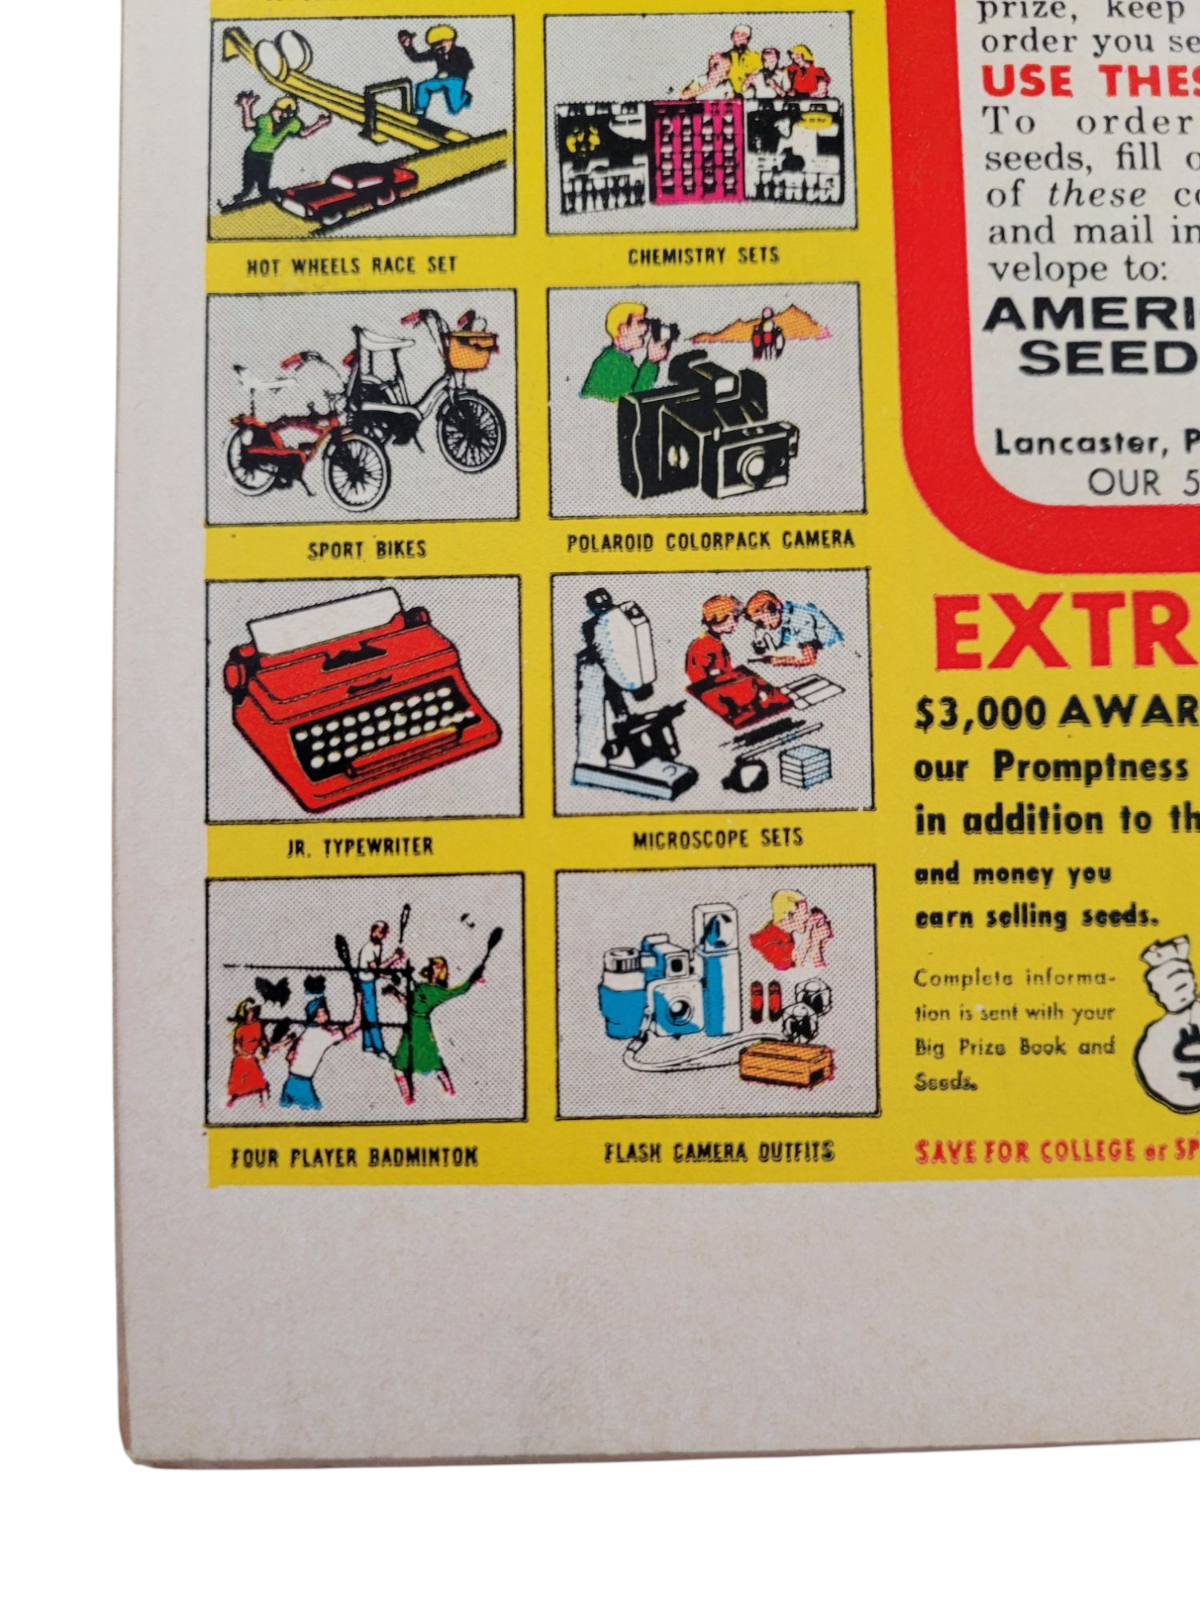 HOT WHEELS RACE SET
CHEMISTRY SETS
SPORT BIKES
POLAROID COLORPACK CAMERA
JR. TYPEWRITER
MICROSCOPE SETS
FOUR PLAYER BADMINTON
FLASH CAMERA OUTFITS
prize, keep
order you se
USE THES
To order
seeds, fill o
of these co
and mail in
velope to:
AMERI
SEED
Lancaster, P
OUR 5
EXTR
$3,000 AWAR
our Promptness
in addition to th
and money you
earn selling seeds.
Complete informa-
tion is sent with your
Big Prize Book and
Seeds.
$
SAVE FOR COLLEGE or SP